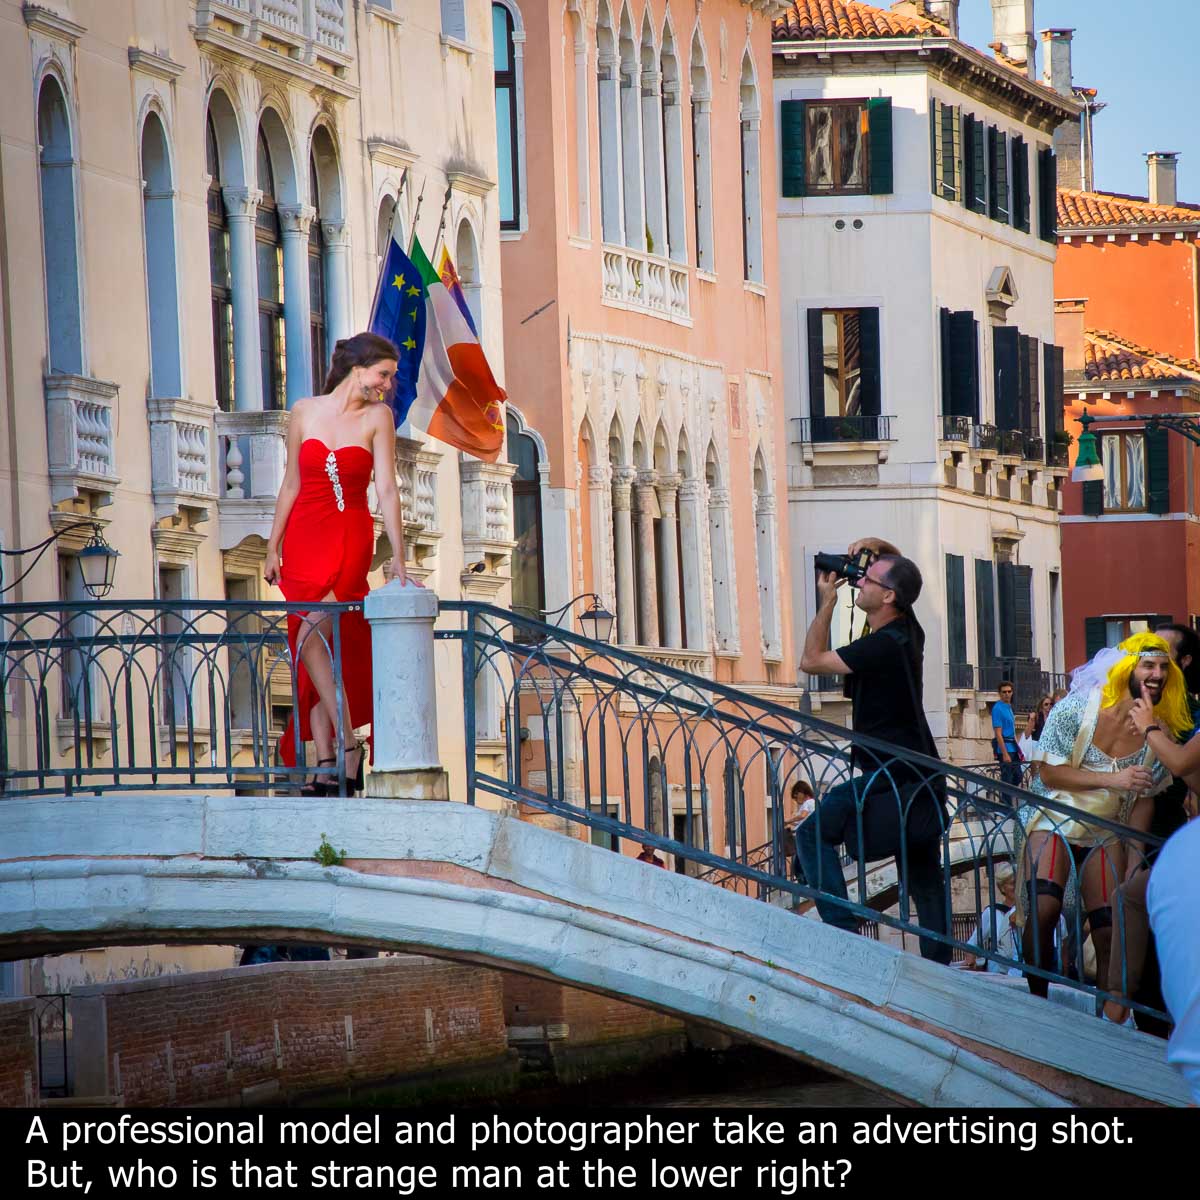 A professional model and photographer take an advertising shot.
But, who is that strange man at the lower right?